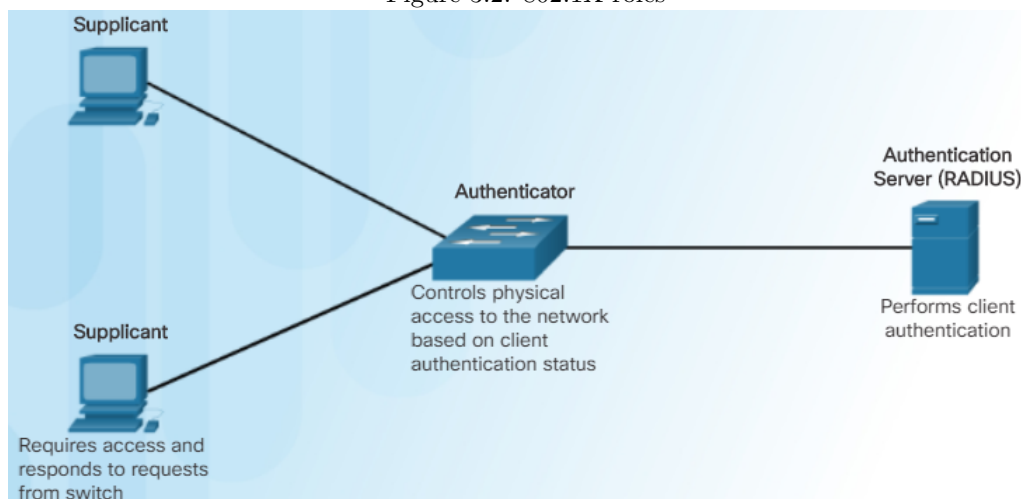 Figure 3.2: 802.1X roles
Supplicant
Authentication
Server (RADIUS)
Authenticator
Controls physical
access to the network
based on client
authentication status
Performs client
authentication
Supplicant
Requires access and
responds to requests
from switch